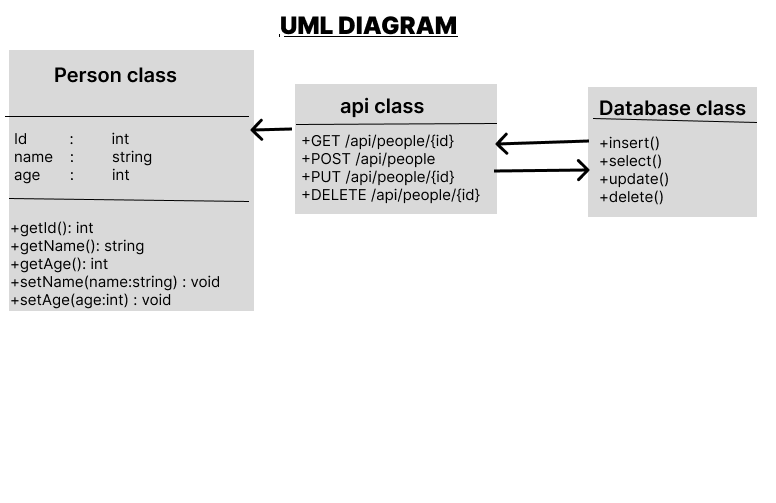 UML DIAGRAM
Person class
Id : int
name : string
age : int
+getId(): int
+getName(): string
+getAge(): int
+setName(name:string) : void
+setAge(age:int) : void
api class
+GET /api/people/{id}
+POST /api/people
+PUT /api/people/{id}
+DELETE /api/people/{id}
Database class
+insert()
+select()
+update()
+delete()